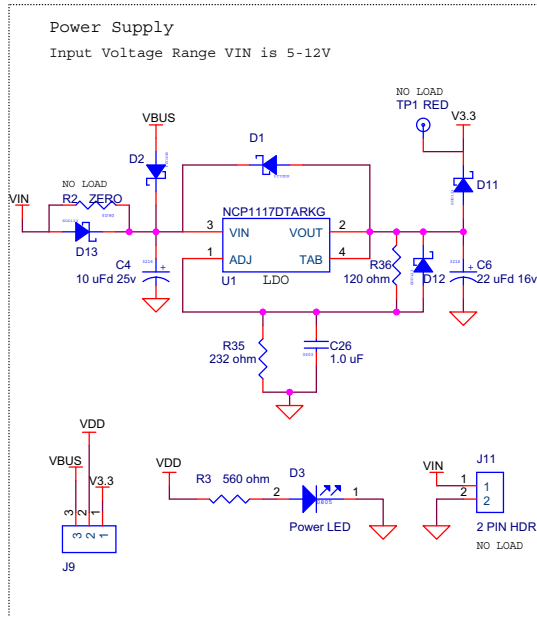 Power Supply
Input Voltage Range VIN is 5-12V
NO LOAD
TP1 RED
VBUS
V3.3
D1
D2
NO LOAD
R2 ZERO
VIN
D11
NCP1117DTARKG
3 VIN VOUT 2
D13
1 ADJ TAB 4
C4
10 uFd 25v
U1 LDO
R36
120 ohm
D12
C6
22 uFd 16v
R35
232 ohm
C26
1.0 uF
VDD
VBUS
V3.3
3 2 1
3 2 1
J9
VDD
R3 560 ohm
2 D3 1
Power LED
VIN
J11
1 1
2 2
2 PIN HDR
NO LOAD